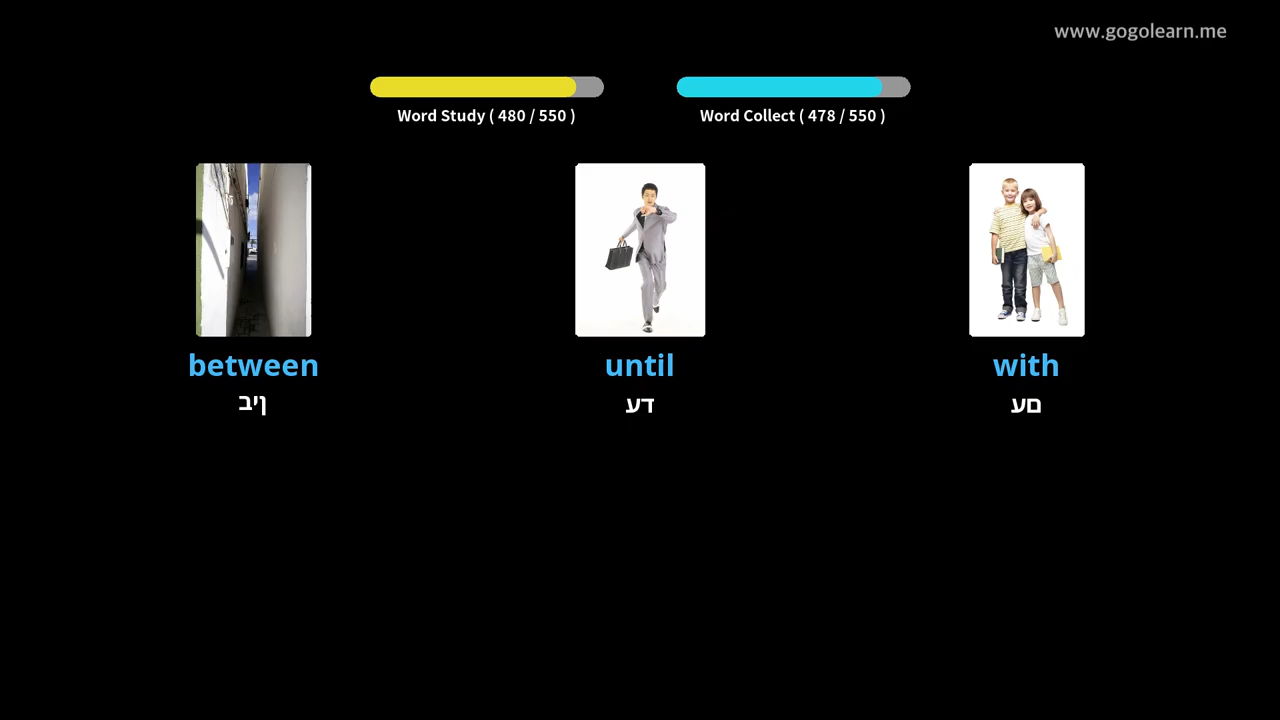 www.gogolearn.me
Word Study ( 480 / 550 )
Word Collect ( 478 / 550 )
between
until
with
ןיב
דע
םע